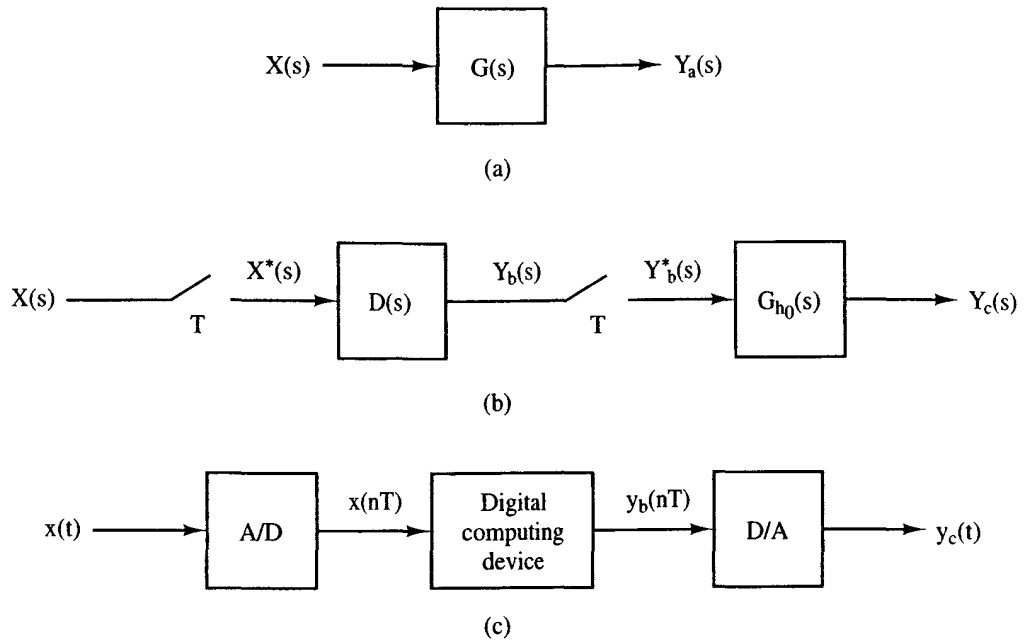 X(s) G(s) Yₐ(s)
(a)
X(s) T X*(s) D(s) Y_b(s) T Y*_b(s) G_h₀(s) Y_c(s)
(b)
x(t) A/D x(nT) Digital computing device y_b(nT) D/A y_c(t)
(c)